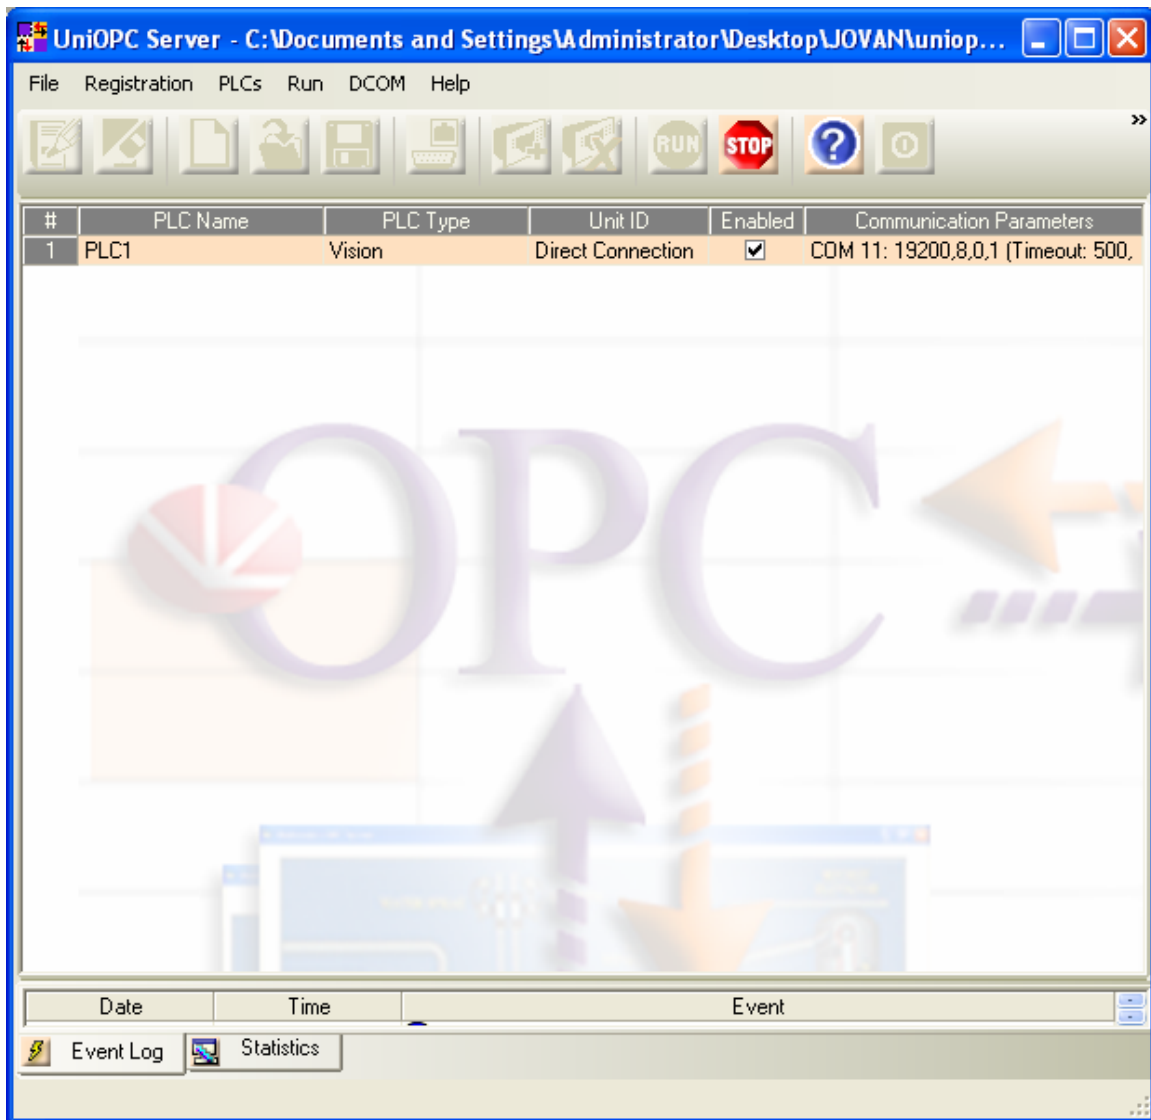 UniOPC Server - C:\Documents and Settings\Administrator\Desktop\JOVAN\uniop...
File Registration PLCs Run DCOM Help
RUN STOP ? »
# PLC Name PLC Type Unit ID Enabled Communication Parameters
1 PLC1 Vision Direct Connection COM 11: 19200,8,0,1 (Timeout: 500,
OPC
Date Time Event
Event Log Statistics